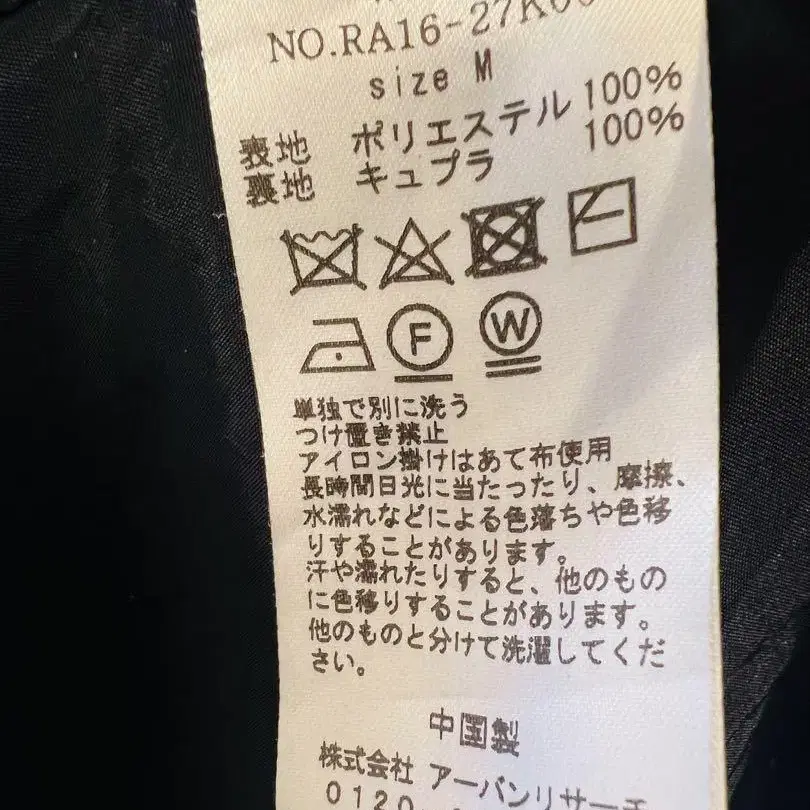 NO.RA16-27K
size M
表地 ポリエステル 100%
裏地 キュプラ 100%
F W
単独で別に洗う
つけ置き禁止
アイロン掛けはあて布使用
長時間日光に当たったり、摩擦、
水濡れなどによる色落ちや色移
りすることがあります。
汗や濡れたりすると、他のもの
に色移りすることがあります。
他のものと分けて洗濯してくだ
さい。
中国製
株式会社 アーバンリサーチ
0120